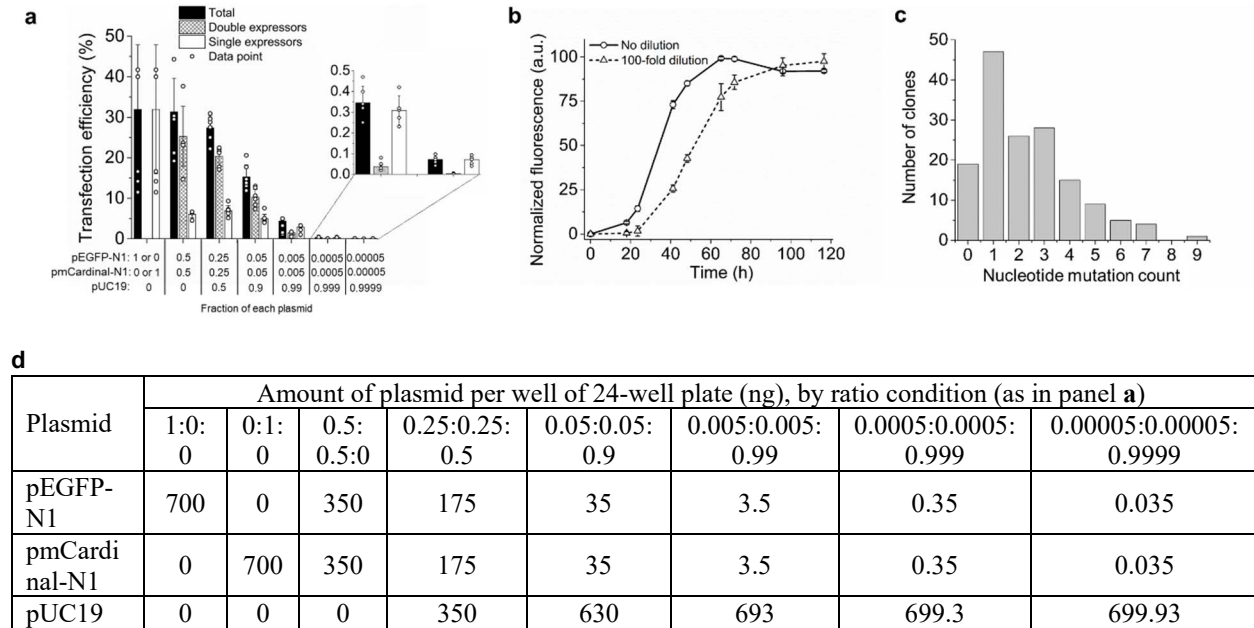 a
Total
Double expressors
Single expressors
Data point
Transfection efficiency (%)
50
40
30
20
10
0
0.5
0.4
0.3
0.2
0.1
0.0
pEGFP-N1: 1 or 0 0.5 0.25 0.05 0.005 0.0005 0.00005
pmCardinal-N1: 0 or 1 0.5 0.25 0.05 0.005 0.0005 0.00005
pUC19: 0 0 0.5 0.9 0.99 0.999 0.9999
Fraction of each plasmid
b
No dilution
100-fold dilution
Normalized fluorescence (a.u.)
100
75
50
25
0
0 20 40 60 80 100 120
Time (h)
c
Number of clones
50
40
30
20
10
0
0 1 2 3 4 5 6 7 8 9
Nucleotide mutation count
d
Plasmid
Amount of plasmid per well of 24-well plate (ng), by ratio condition (as in panel a)
1:0: 0:1: 0.5: 0.25:0.25: 0.05:0.05: 0.005:0.005: 0.0005:0.0005: 0.00005:0.00005:
0 0 0.5:0 0.5 0.9 0.99 0.999 0.9999
pEGFP-
N1 700 0 350 175 35 3.5 0.35 0.035
pmCardi
nal-N1 0 700 350 175 35 3.5 0.35 0.035
pUC19 0 0 0 350 630 693 699.3 699.93